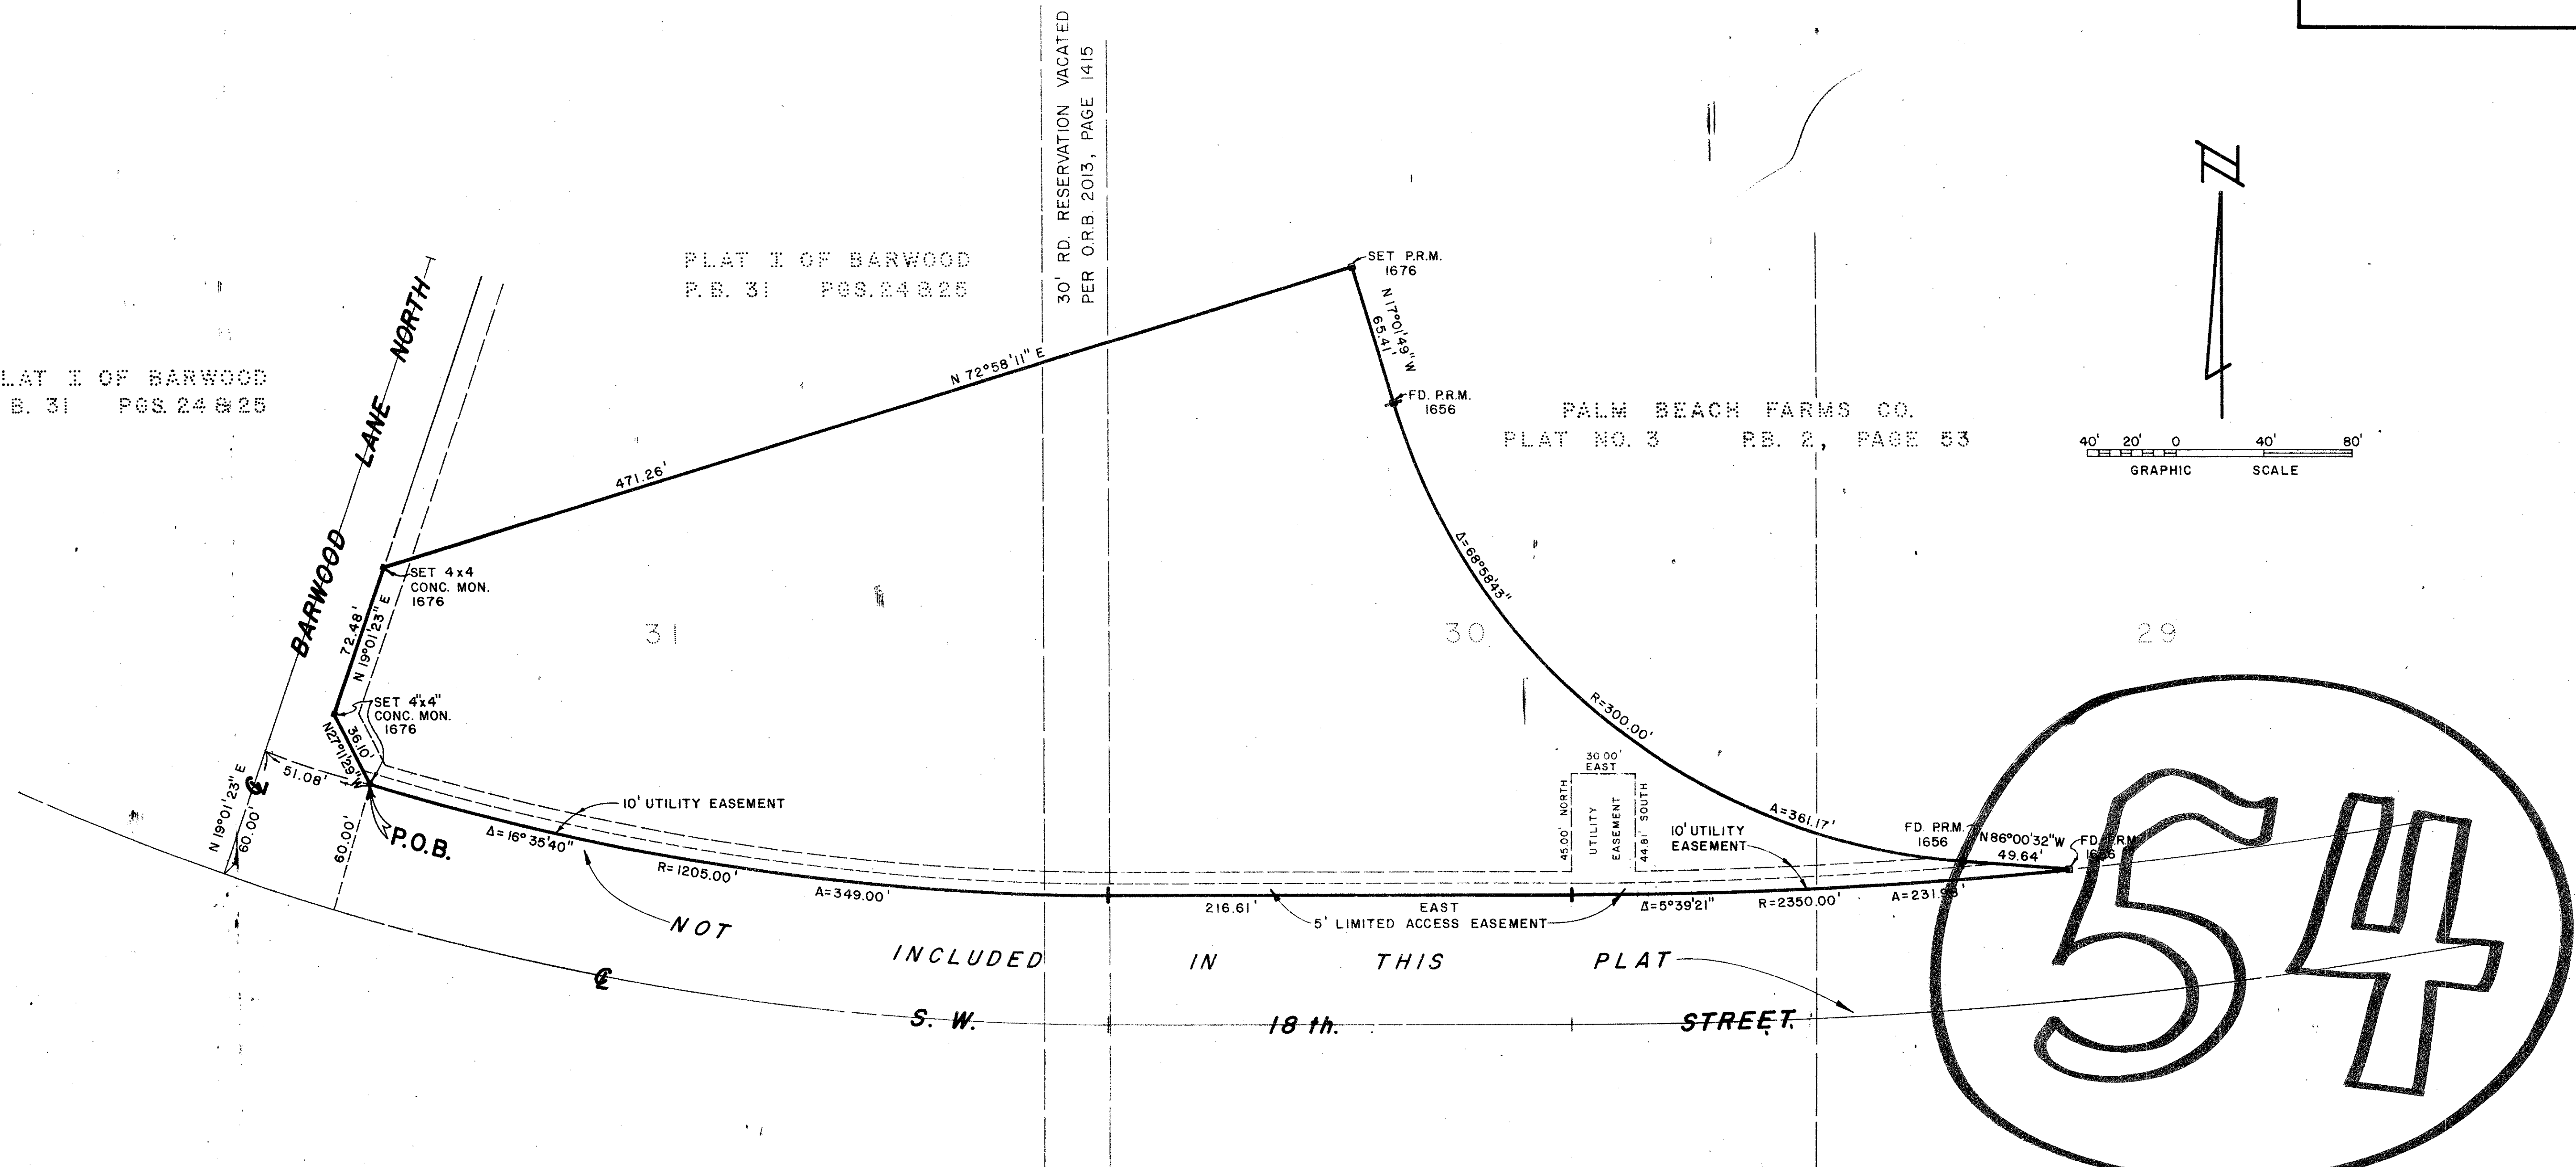 30' RD. RESERVATION VACATED
PER O.R.B. 2013, PAGE 1415
PLAT I OF BARWOOD
P.B. 31 PGS. 24 & 25
LAT I OF BARWOOD
B. 31 PGS. 24 & 25
BARWOOD LANE NORTH
N 72°58'11" E
471.26'
SET P.R.M.
1676
N 17°01'49" W
65.41'
FD. P.R.M.
1656
PALM BEACH FARMS CO.
PLAT NO. 3 P.B. 2, PAGE 53
N
40' 20' 0 40' 80'
GRAPHIC SCALE
SET 4x4
CONC. MON.
1676
72.48'
N 19°01'23" E
31
30
29
Δ=68°58'43"
R=300.00'
A=361.17'
SET 4"x4"
CONC. MON.
1676
36.10'
N27°11'29"W
51.08'
N 19°01'23" E
60.00'
60.00'
P.O.B.
10' UTILITY EASEMENT
Δ=16°35'40"
R=1205.00'
A=349.00'
30.00'
EAST
45.00' NORTH
UTILITY
EASEMENT
44.81' SOUTH
10' UTILITY
EASEMENT
FD. P.R.M.
1656
N86°00'32"W
49.64'
FD. P.R.M.
1656
216.61'
EAST
5' LIMITED ACCESS EASEMENT
Δ=5°39'21"
R=2350.00'
A=231.98'
NOT INCLUDED IN THIS PLAT
S. W. 18 th. STREET
54